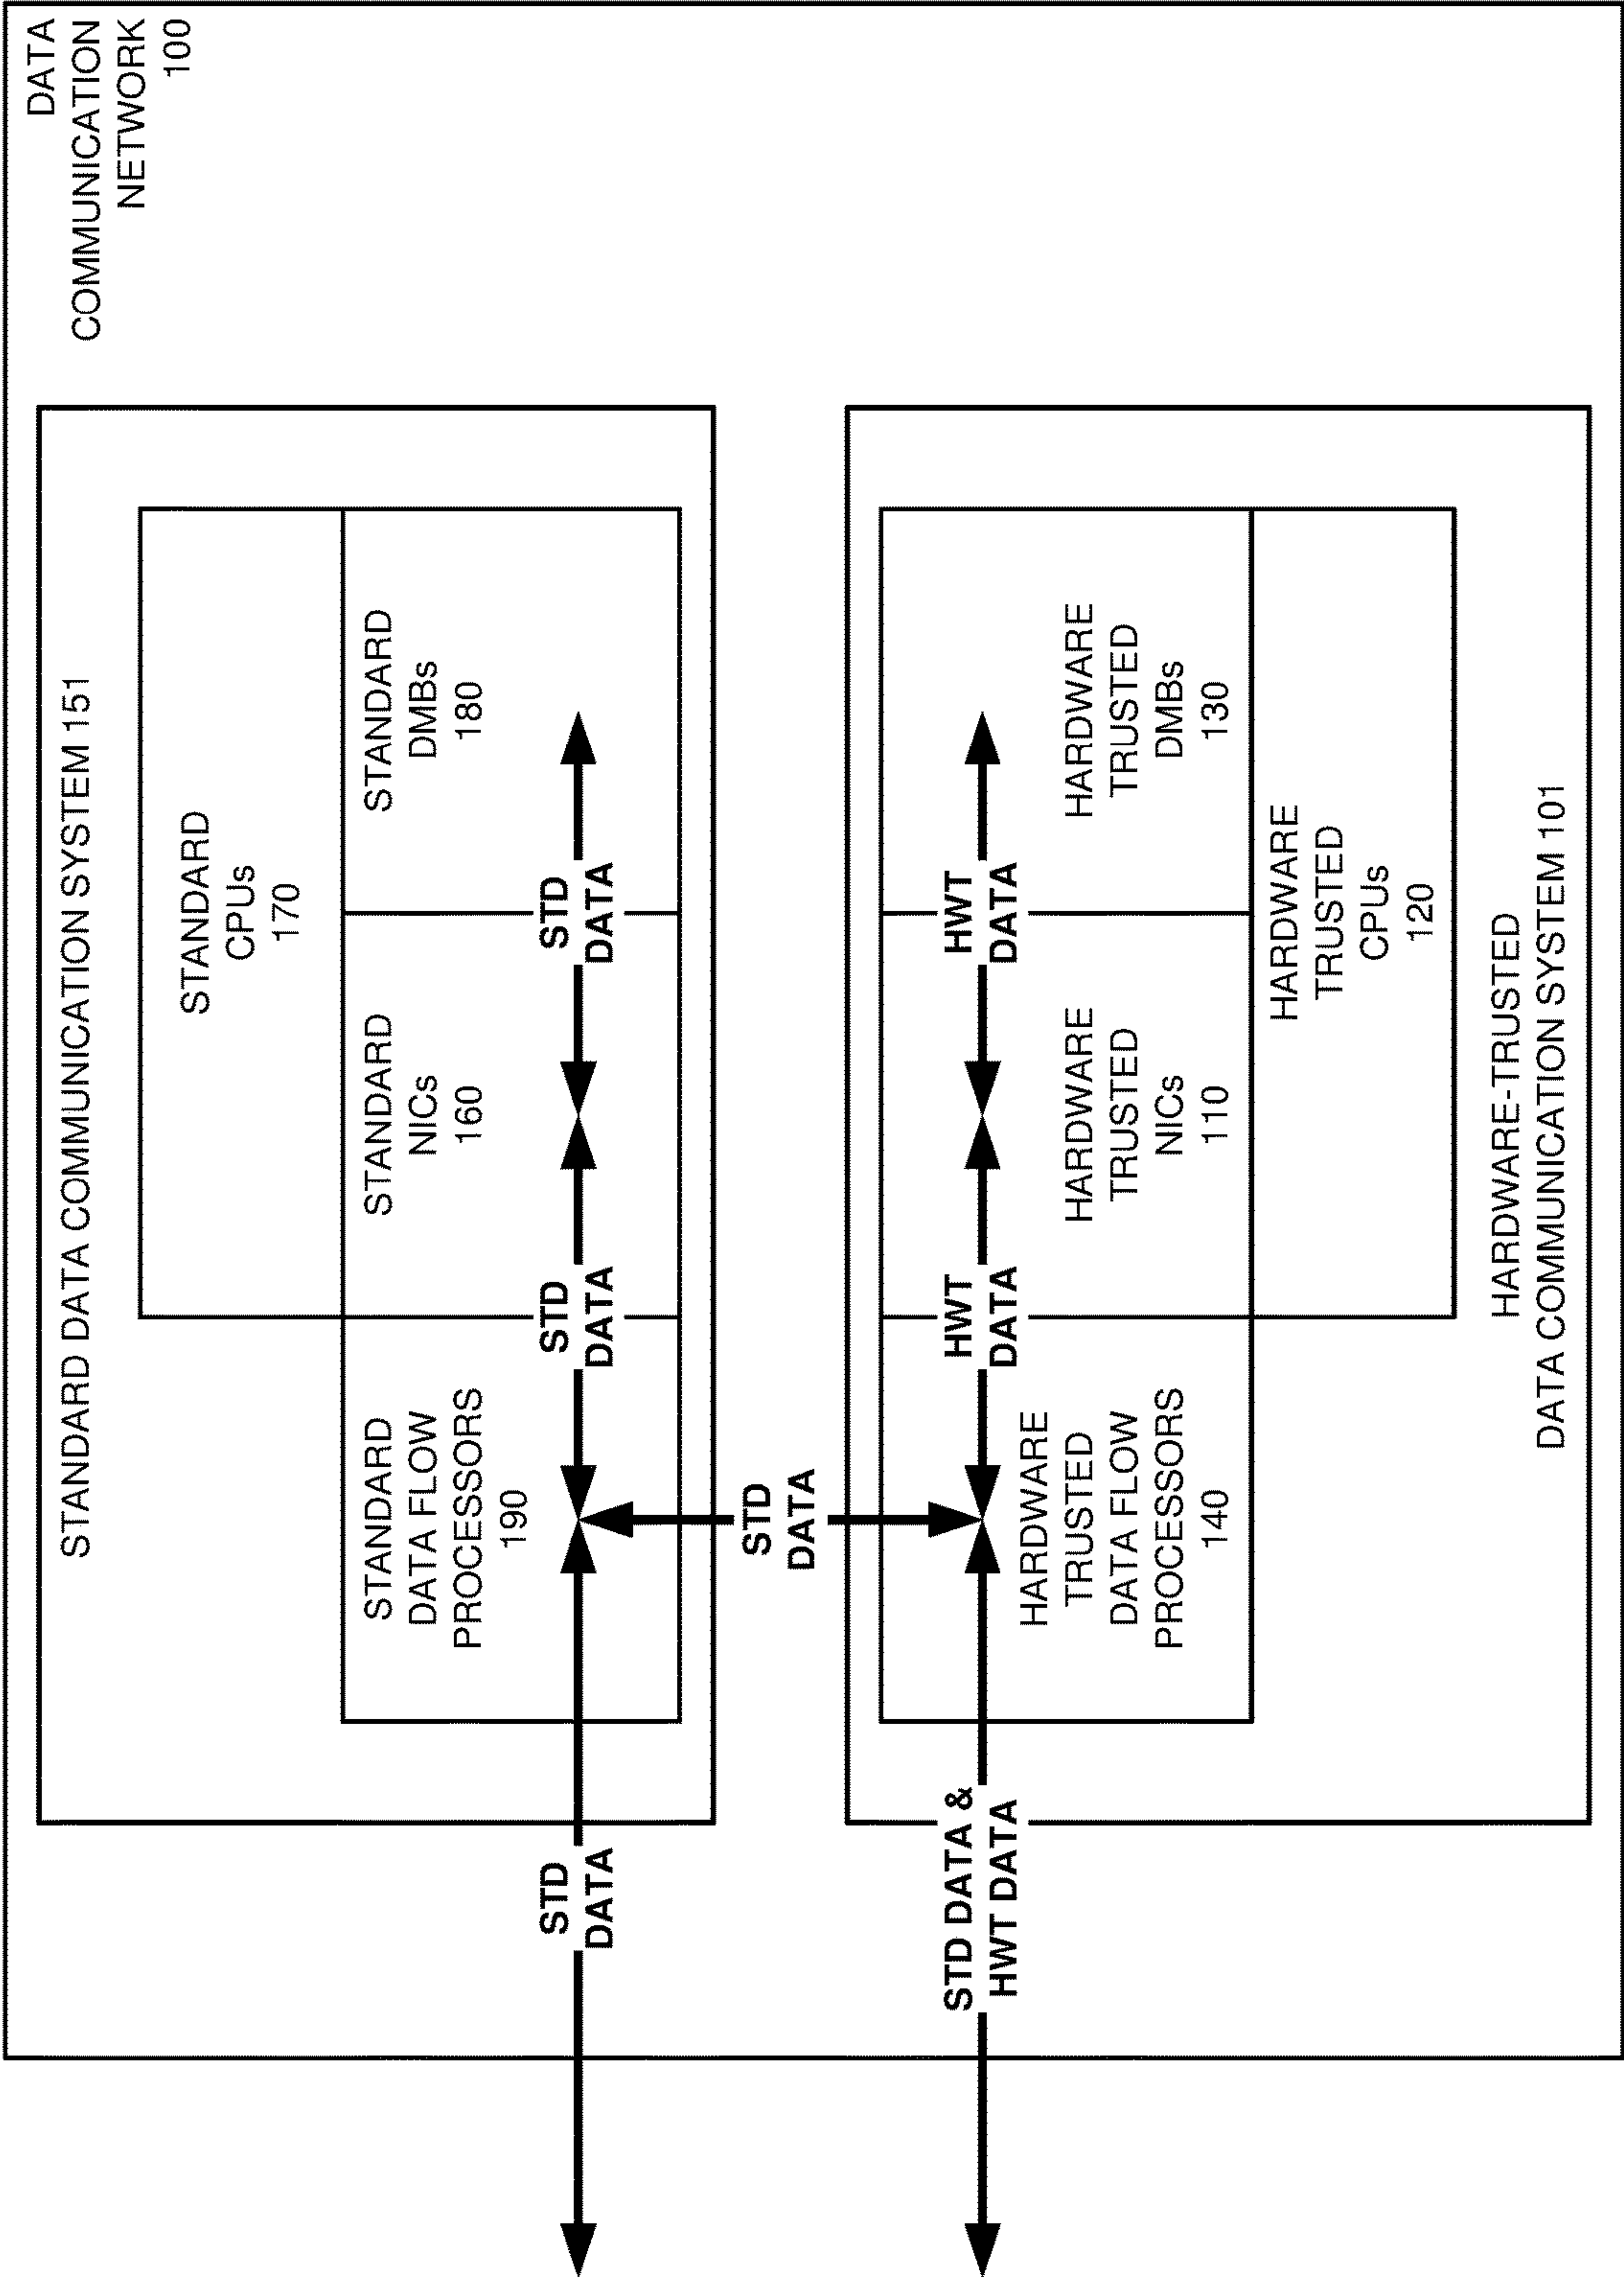 DATA
COMMUNICATION
NETWORK
100
STANDARD DATA COMMUNICATION SYSTEM 151
STANDARD
CPUs
170
STANDARD
DATA FLOW
PROCESSORS
190
STANDARD
NICs
160
STANDARD
DMBs
180
STD
DATA
STD
DATA
STD
DATA
STD
DATA
STD DATA &
HWT DATA
HWT
DATA
HWT
DATA
HARDWARE
TRUSTED
DATA FLOW
PROCESSORS
140
HARDWARE
TRUSTED
NICs
110
HARDWARE
TRUSTED
DMBs
130
HARDWARE
TRUSTED
CPUs
120
HARDWARE-TRUSTED
DATA COMMUNICATION SYSTEM 101